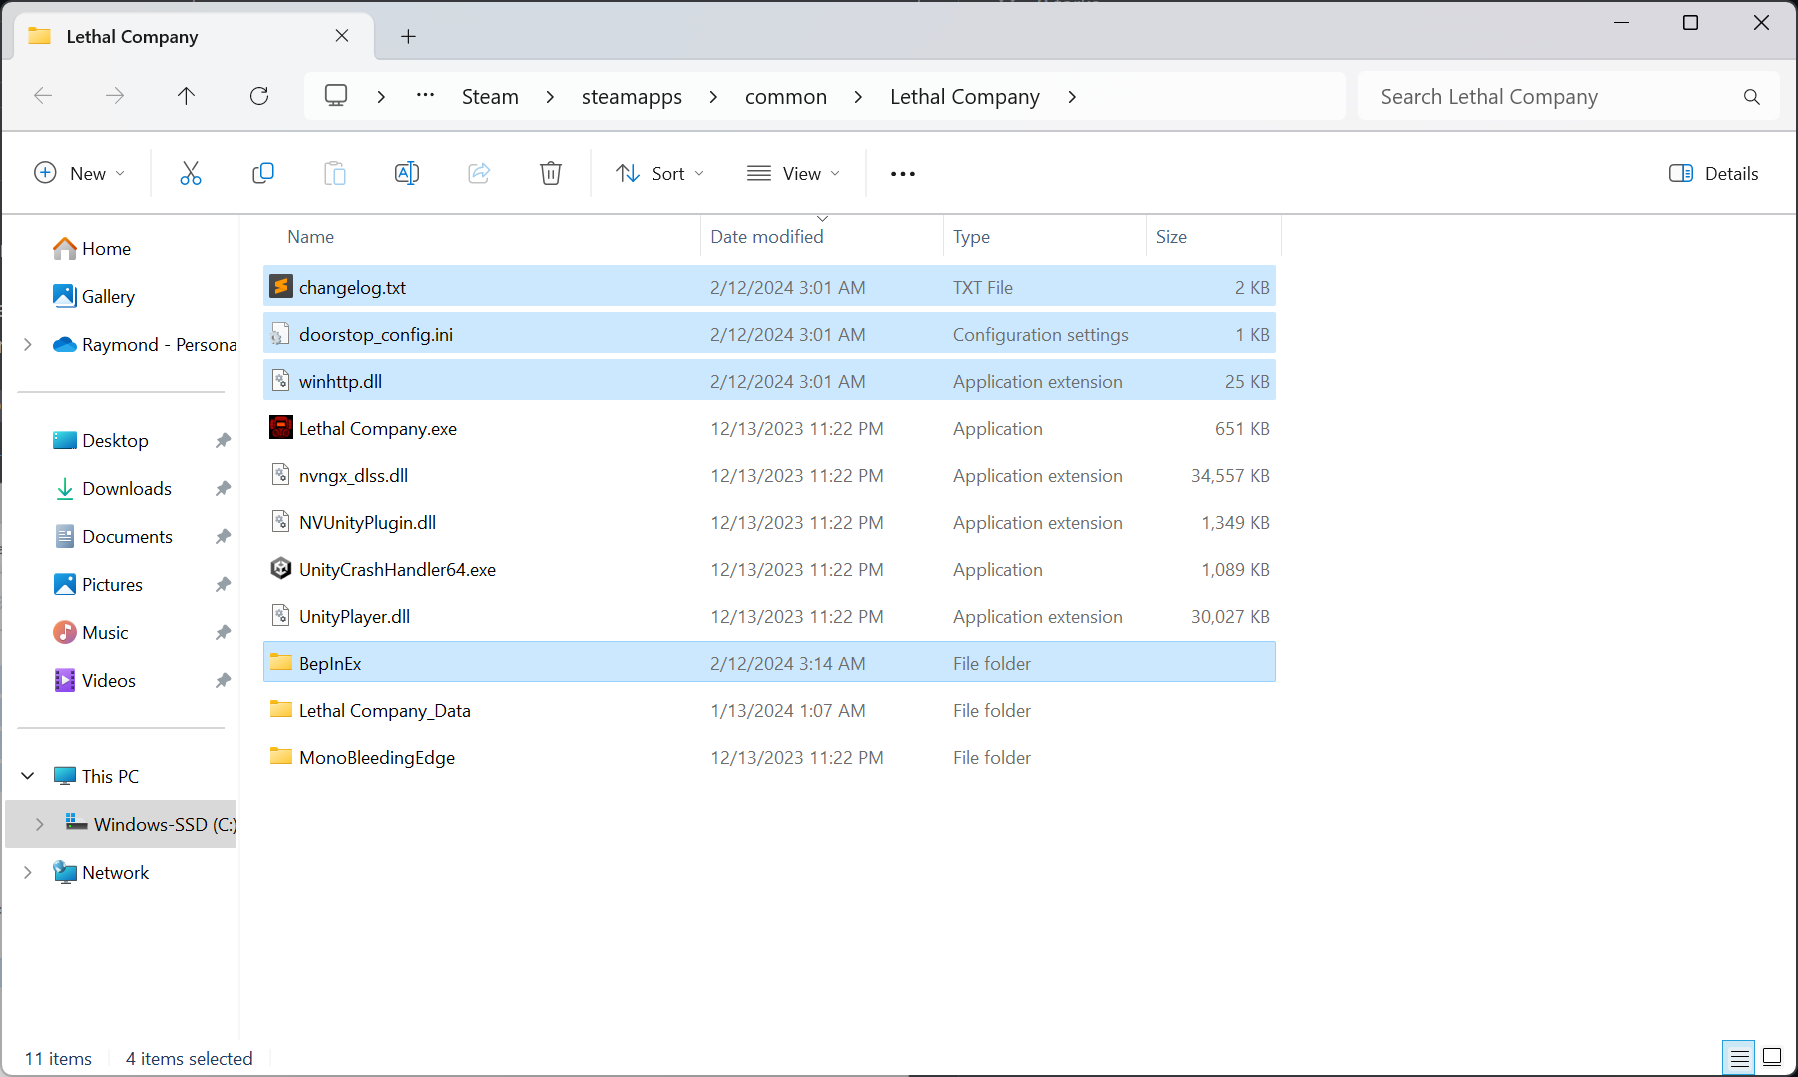 Lethal Company
Steam steamapps common Lethal Company
Search Lethal Company
New
Sort
View
Details
Name Date modified Type Size
Home
Gallery
Raymond - Persona
Desktop
Downloads
Documents
Pictures
Music
Videos
This PC
Windows-SSD (C:)
Network
changelog.txt 2/12/2024 3:01 AM TXT File 2 KB
doorstop_config.ini 2/12/2024 3:01 AM Configuration settings 1 KB
winhttp.dll 2/12/2024 3:01 AM Application extension 25 KB
Lethal Company.exe 12/13/2023 11:22 PM Application 651 KB
nvngx_dlss.dll 12/13/2023 11:22 PM Application extension 34,557 KB
NVUnityPlugin.dll 12/13/2023 11:22 PM Application extension 1,349 KB
UnityCrashHandler64.exe 12/13/2023 11:22 PM Application 1,089 KB
UnityPlayer.dll 12/13/2023 11:22 PM Application extension 30,027 KB
BepInEx 2/12/2024 3:14 AM File folder
Lethal Company_Data 1/13/2024 1:07 AM File folder
MonoBleedingEdge 12/13/2023 11:22 PM File folder
11 items 4 items selected